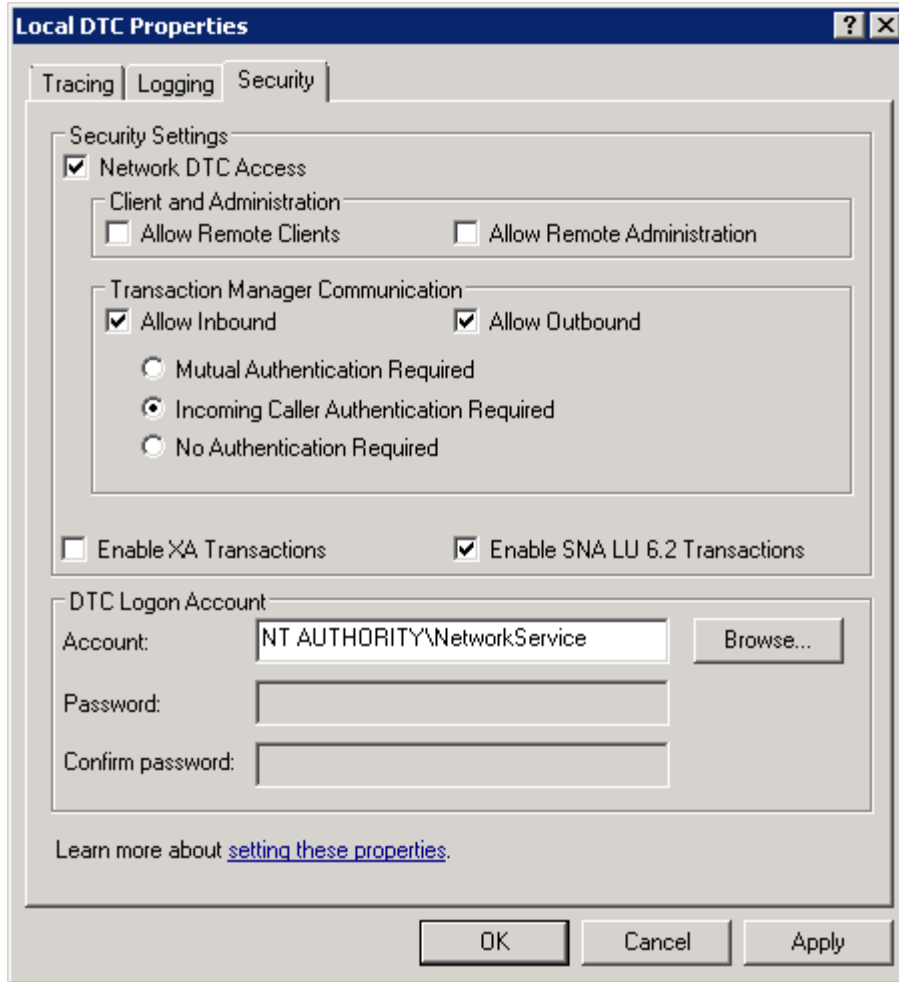 Local DTC Properties
Tracing Logging Security
Security Settings
Network DTC Access
Client and Administration
Allow Remote Clients Allow Remote Administration
Transaction Manager Communication
Allow Inbound Allow Outbound
Mutual Authentication Required
Incoming Caller Authentication Required
No Authentication Required
Enable XA Transactions Enable SNA LU 6.2 Transactions
DTC Logon Account
Account: NT AUTHORITY\NetworkService Browse...
Password:
Confirm password:
Learn more about setting these properties.
OK Cancel Apply